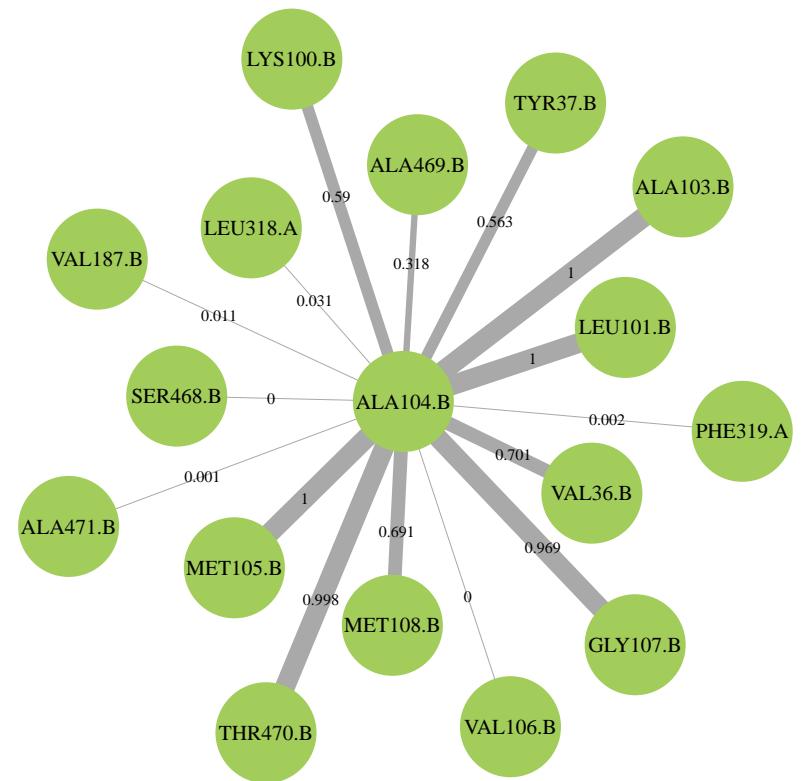 LYS100.B
TYR37.B
ALA469.B
ALA103.B
0.59
0.563
LEU318.A
VAL187.B
0.318
1
0.031
0.011
LEU101.B
1
SER468.B
0
ALA104.B
0.002
PHE319.A
0.701
0.001
VAL36.B
1
ALA471.B
0.691
0.969
MET105.B
0.998
0
MET108.B
GLY107.B
THR470.B
VAL106.B